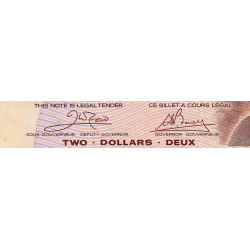 THIS NOTE IS LEGAL TENDER CE BILLET A COURS LÉGAL
SOUS-GOUVERNEUR DEPUTY GOVERNOR GOVERNOR GOUVERNEUR
TWO · DOLLARS · DEUX